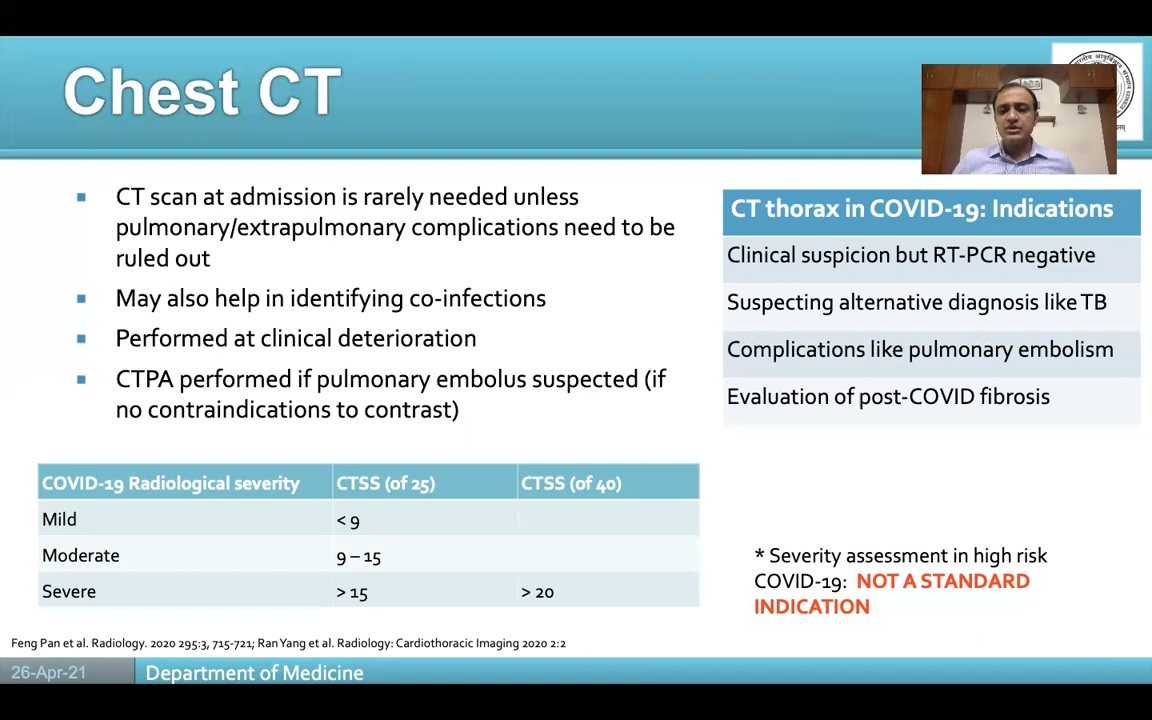 Chest CT
CT scan at admission is rarely needed unless
pulmonary/extrapulmonary complications need to be
ruled out
May also help in identifying co-infections
Performed at clinical deterioration
CTPA performed if pulmonary embolus suspected (if
no contraindications to contrast)
CT thorax in COVID-19: Indications
Clinical suspicion but RT-PCR negative
Suspecting alternative diagnosis like TB
Complications like pulmonary embolism
Evaluation of post-COVID fibrosis
COVID-19 Radiological severity CTSS (of 25) CTSS (of 40)
Mild < 9
Moderate 9 – 15
Severe > 15 > 20
* Severity assessment in high risk
COVID-19: NOT A STANDARD
INDICATION
Feng Pan et al. Radiology. 2020 295:3, 715-721; Ran Yang et al. Radiology: Cardiothoracic Imaging 2020 2:2
26-Apr-21 Department of Medicine